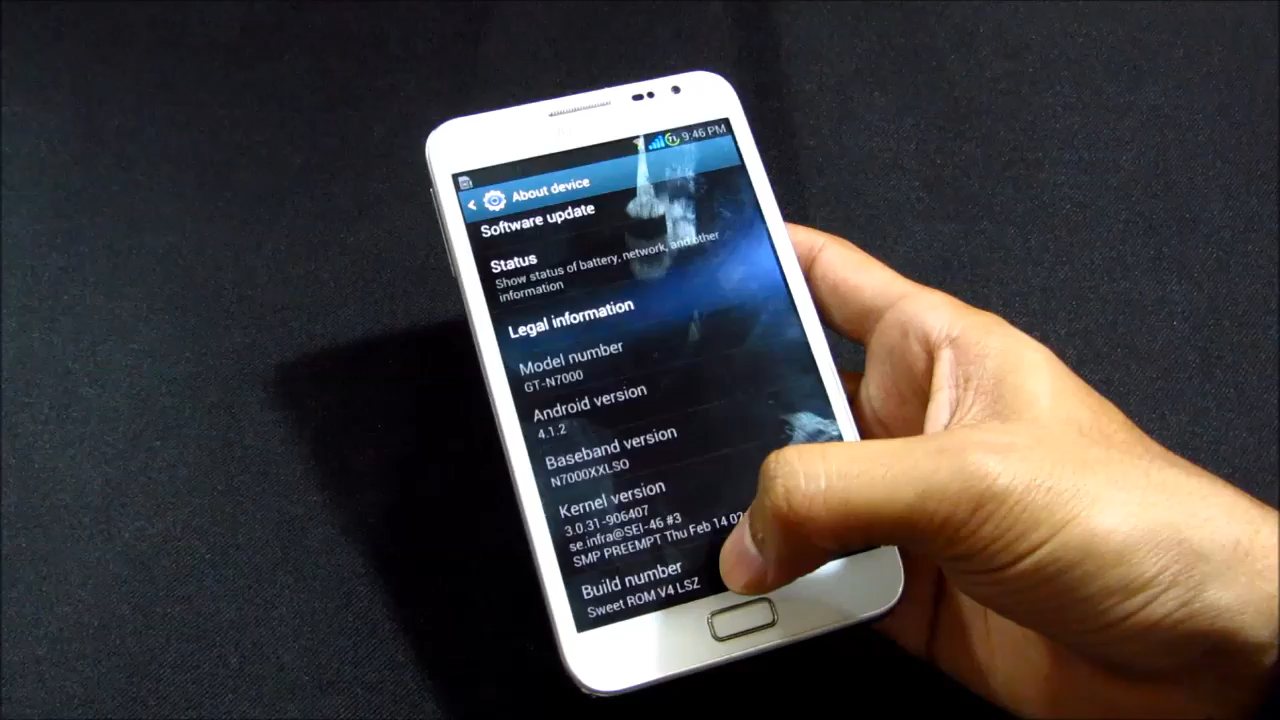 71 9:46 PM
About device
Software update
Status
Show status of battery, network, and other
information
Legal information
Model number
GT-N7000
Android version
4.1.2
Baseband version
N7000XXLSO
Kernel version
3.0.31-906407
se.infra@SEI-46 #3
SMP PREEMPT Thu Feb 14 02
Build number
Sweet ROM V4 LSZ